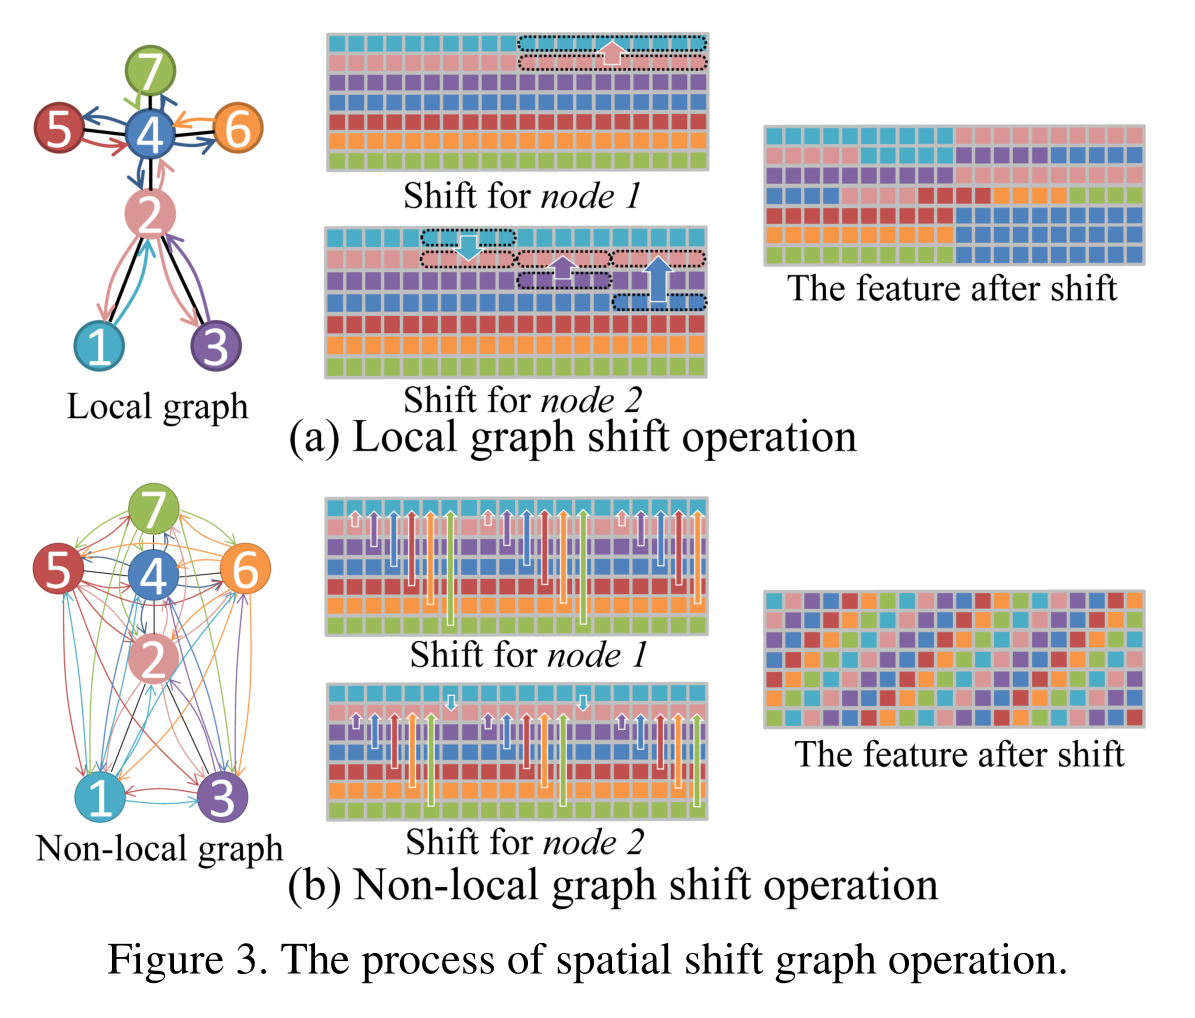 7
5
4
6
2
1
3
Local graph
Shift for node 1
Shift for node 2
The feature after shift
(a) Local graph shift operation
7
5
4
6
2
1
3
Non-local graph
Shift for node 1
Shift for node 2
The feature after shift
(b) Non-local graph shift operation
Figure 3. The process of spatial shift graph operation.